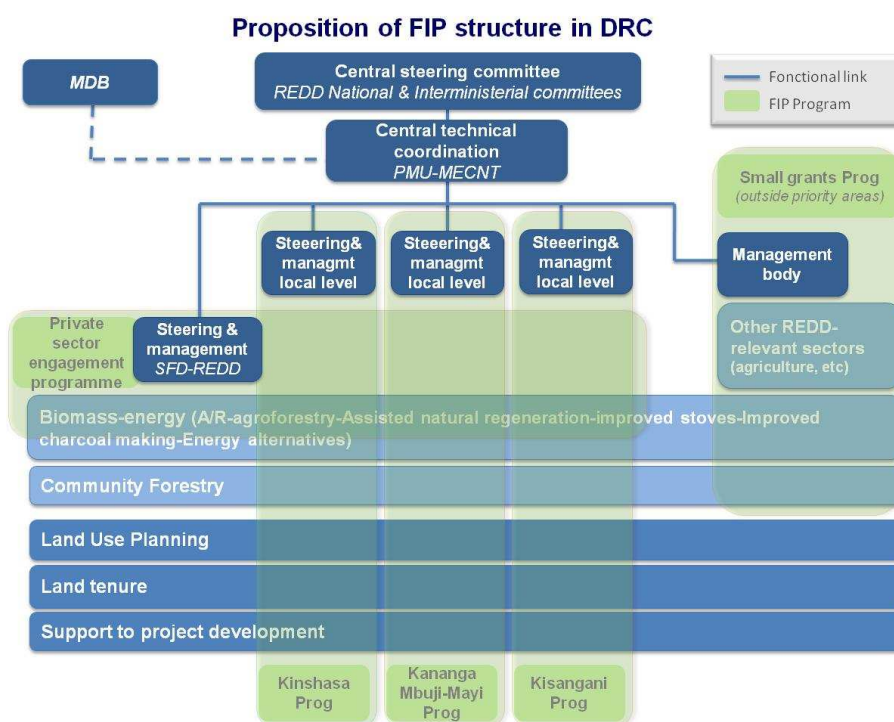 Proposition of FIP structure in DRC
MDB
Central steering committee
REDD National & Interministerial committees
Fonctional link
FIP Program
Central technical
coordination
PMU-MECNT
Small grants Prog
(outside priority areas)
Steeering&
managmt
local level
Steeering&
managmt
local level
Steeering&
managmt
local level
Management
body
Private
sector
engagement
programme
Steering &
management
SFD-REDD
Other REDD-
relevant sectors
(agriculture, etc)
Biomass-energy (A/R-agroforestry-Assisted natural regeneration-improved stoves-Improved
charcoal making-Energy alternatives)
Community Forestry
Land Use Planning
Land tenure
Support to project development
Kinshasa
Prog
Kananga
Mbuji-Mayi
Prog
Kisangani
Prog